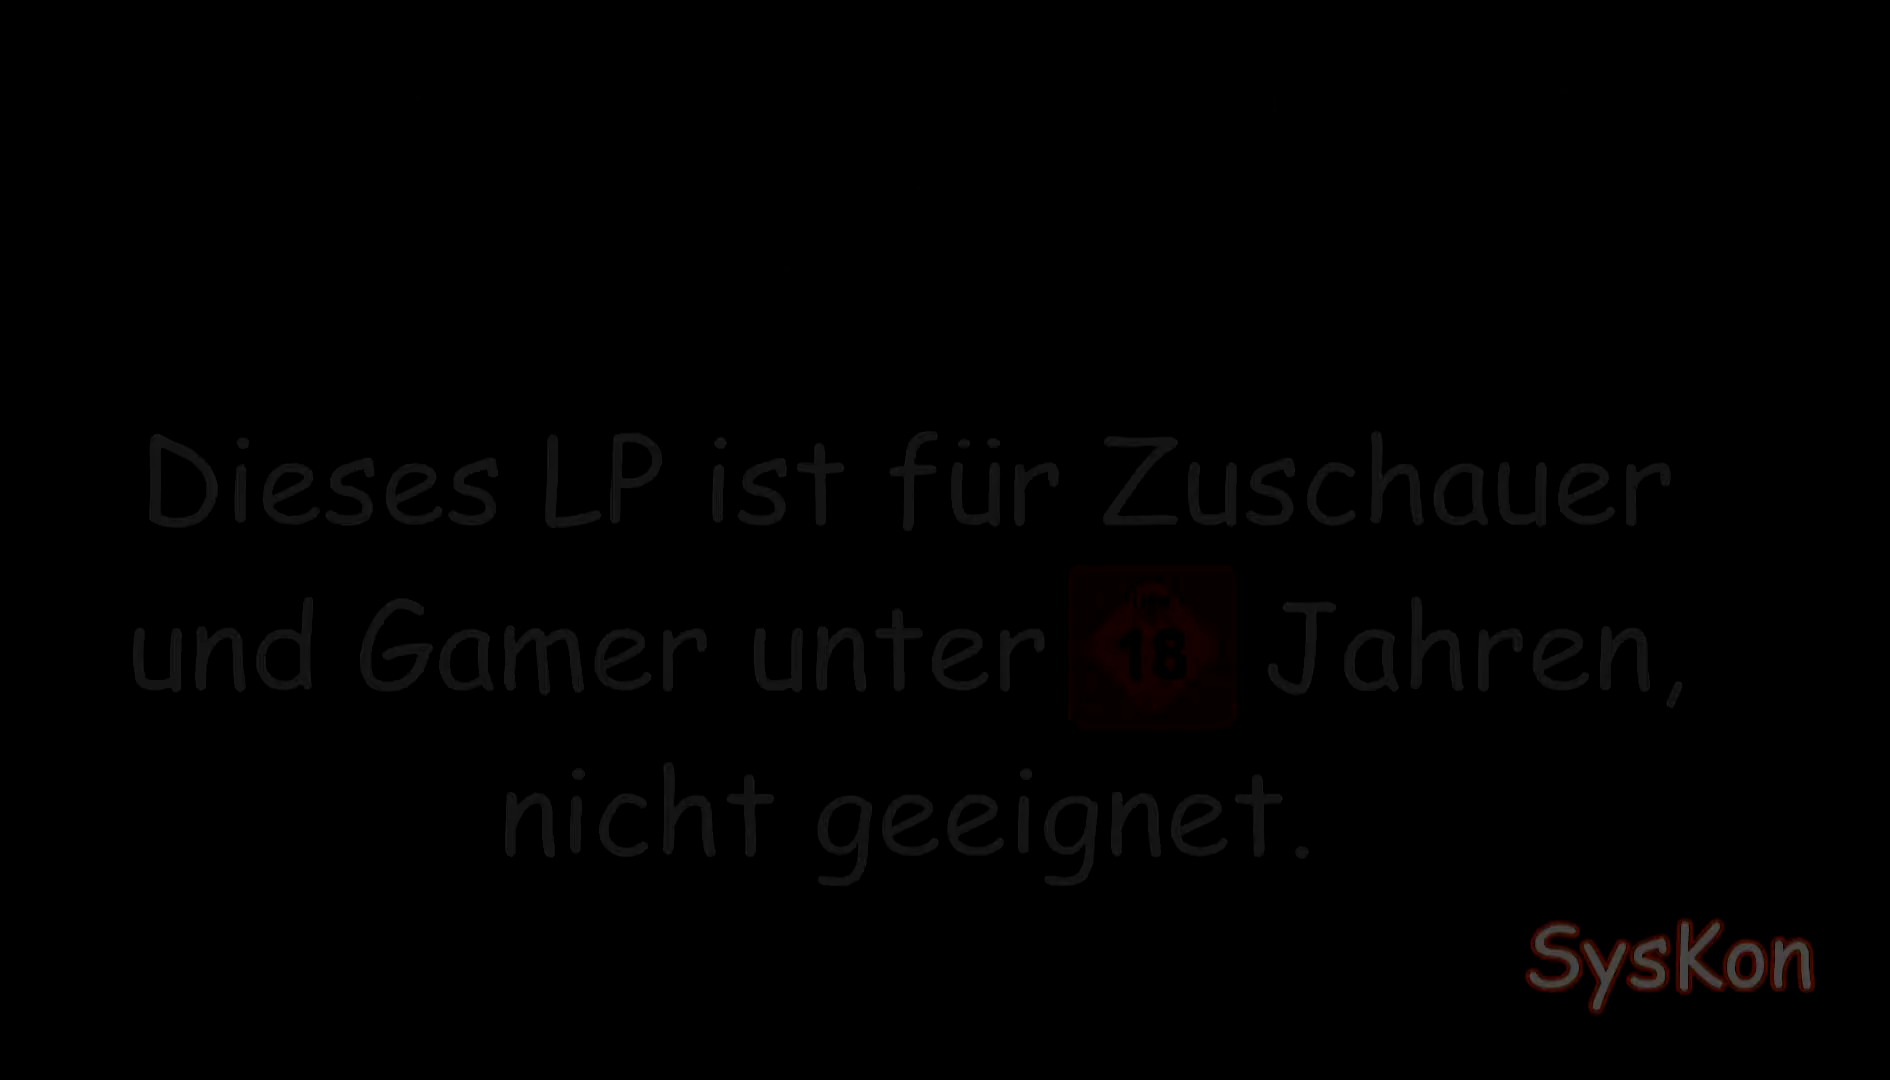 Dieses LP ist für Zuschauer
und Gamer unter 18 Jahren,
nicht geeignet.
SysKon